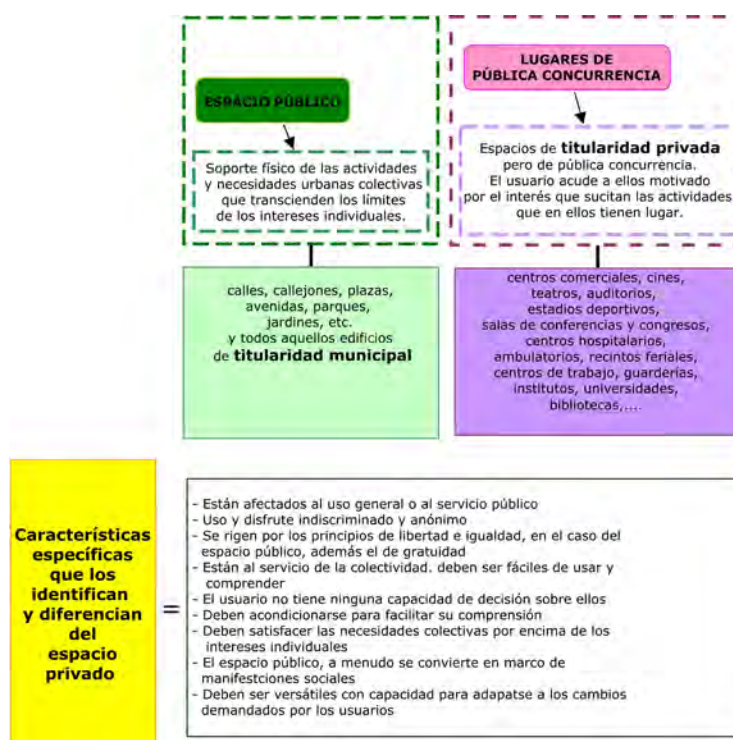 ESPACIO PÚBLICO
Soporte físico de las actividades
y necesidades urbanas colectivas
que transcienden los límites
de los intereses individuales.
calles, callejones, plazas,
avenidas, parques,
jardines, etc.
y todos aquellos edificios
de titularidad municipal
LUGARES DE
PÚBLICA CONCURRENCIA
Espacios de titularidad privada
pero de pública concurrencia.
El usuario acude a ellos motivado
por el interés que sucitan las actividades
que en ellos tienen lugar.
centros comerciales, cines,
teatros, auditorios,
estadios deportivos,
salas de conferencias y congresos,
centros hospitalarios,
ambulatorios, recintos feriales,
centros de trabajo, guarderías,
institutos, universidades,
bibliotecas,....
Características
específicas
que los
identifican
y diferencian
del
espacio
privado
=
- Están afectados al uso general o al servicio público
- Uso y disfrute indiscriminado y anónimo
- Se rigen por los principios de libertad e igualdad, en el caso del
espacio público, además el de gratuidad
- Están al servicio de la colectividad. deben ser fáciles de usar y
comprender
- El usuario no tiene ninguna capacidad de decisión sobre ellos
- Deben acondicionarse para facilitar su comprensión
- Deben satisfacer las necesidades colectivas por encima de los
intereses individuales
- El espacio público, a menudo se convierte en marco de
manifestciones sociales
- Deben ser versátiles con capacidad para adapatse a los cambios
demandados por los usuarios